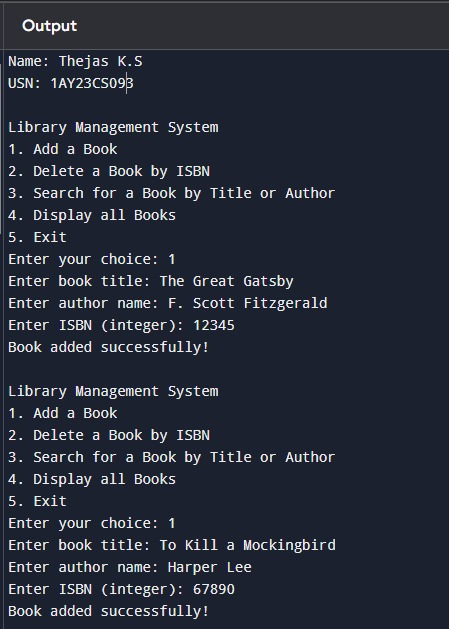 Output
Name: Thejas K.S
USN: 1AY23CS093
Library Management System
1. Add a Book
2. Delete a Book by ISBN
3. Search for a Book by Title or Author
4. Display all Books
5. Exit
Enter your choice: 1
Enter book title: The Great Gatsby
Enter author name: F. Scott Fitzgerald
Enter ISBN (integer): 12345
Book added successfully!
Library Management System
1. Add a Book
2. Delete a Book by ISBN
3. Search for a Book by Title or Author
4. Display all Books
5. Exit
Enter your choice: 1
Enter book title: To Kill a Mockingbird
Enter author name: Harper Lee
Enter ISBN (integer): 67890
Book added successfully!